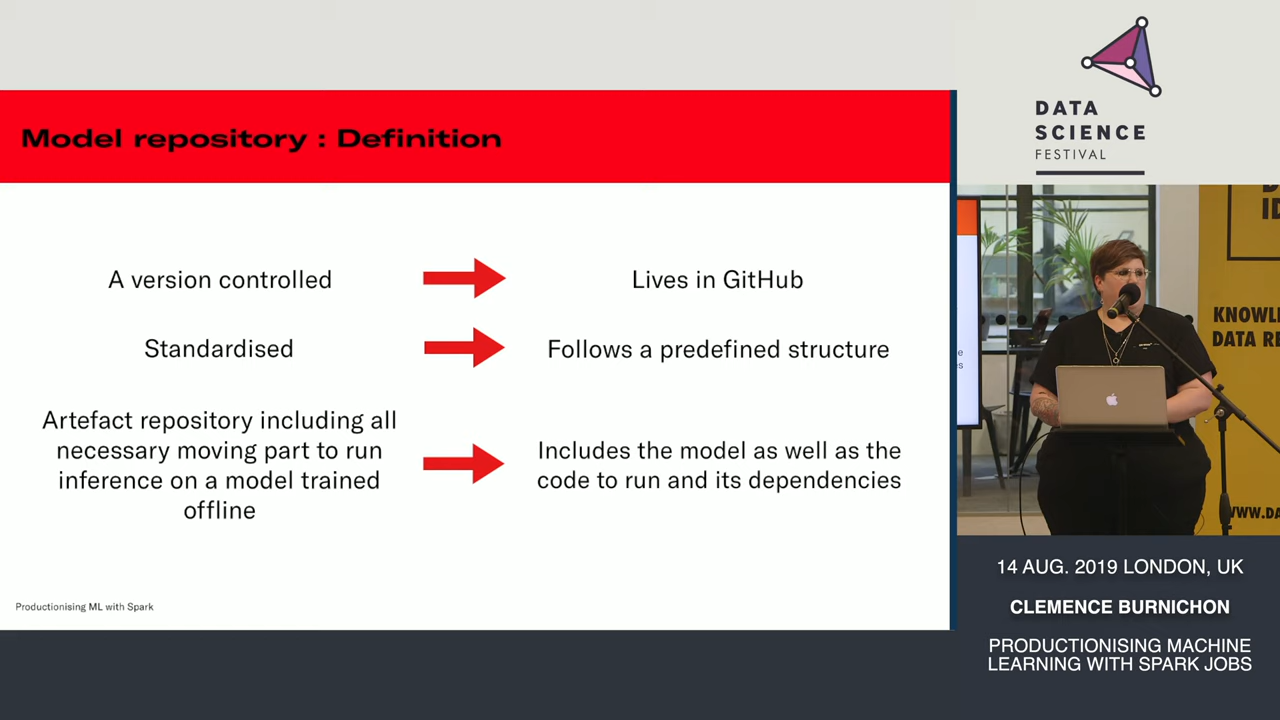 Model repository : Definition
A version controlled
Lives in GitHub
Standardised
Follows a predefined structure
Artefact repository including all
necessary moving part to run
inference on a model trained
offline
Includes the model as well as the
code to run and its dependencies
Productionising ML with Spark
DATA
SCIENCE
FESTIVAL
14 AUG. 2019 LONDON, UK
CLEMENCE BURNICHON
PRODUCTIONISING MACHINE
LEARNING WITH SPARK JOBS